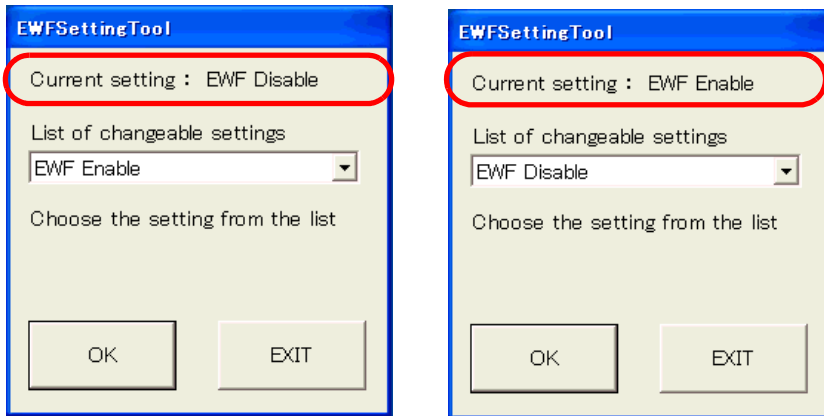 EWFSettingTool
Current setting : EWF Disable
List of changeable settings
EWF Enable
Choose the setting from the list
OK
EXIT
EWFSettingTool
Current setting : EWF Enable
List of changeable settings
EWF Disable
Choose the setting from the list
OK
EXIT